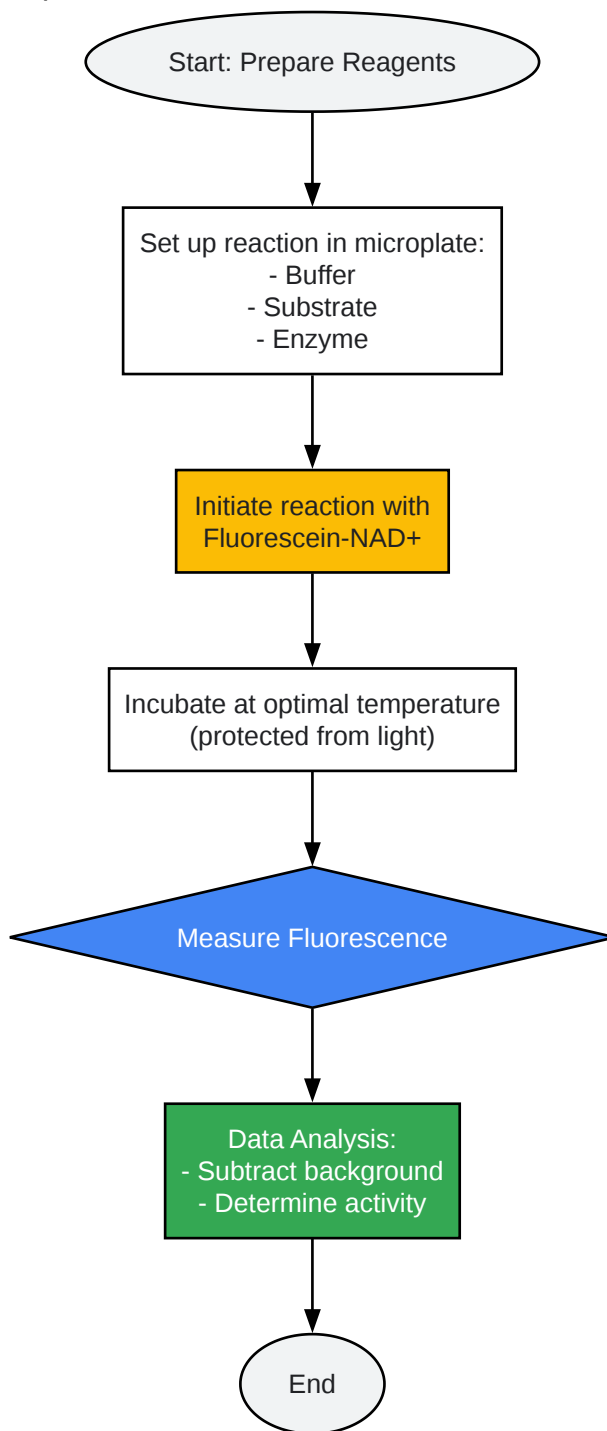 Start: Prepare Reagents
Set up reaction in microplate:
- Buffer
- Substrate
- Enzyme
Initiate reaction with
Fluorescein-NAD+
Incubate at optimal temperature
(protected from light)
Measure Fluorescence
Data Analysis:
- Subtract background
- Determine activity
End